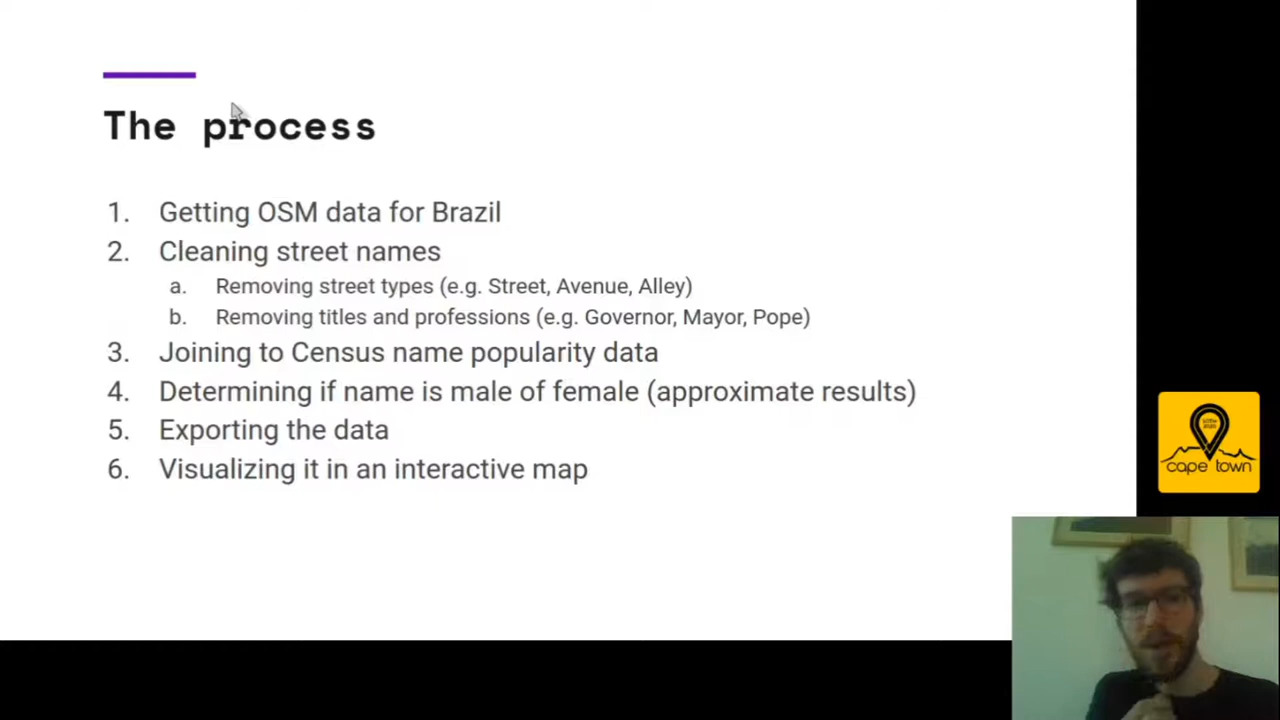 The process
1. Getting OSM data for Brazil
2. Cleaning street names
a. Removing street types (e.g. Street, Avenue, Alley)
b. Removing titles and professions (e.g. Governor, Mayor, Pope)
3. Joining to Census name popularity data
4. Determining if name is male of female (approximate results)
5. Exporting the data
6. Visualizing it in an interactive map
cape town